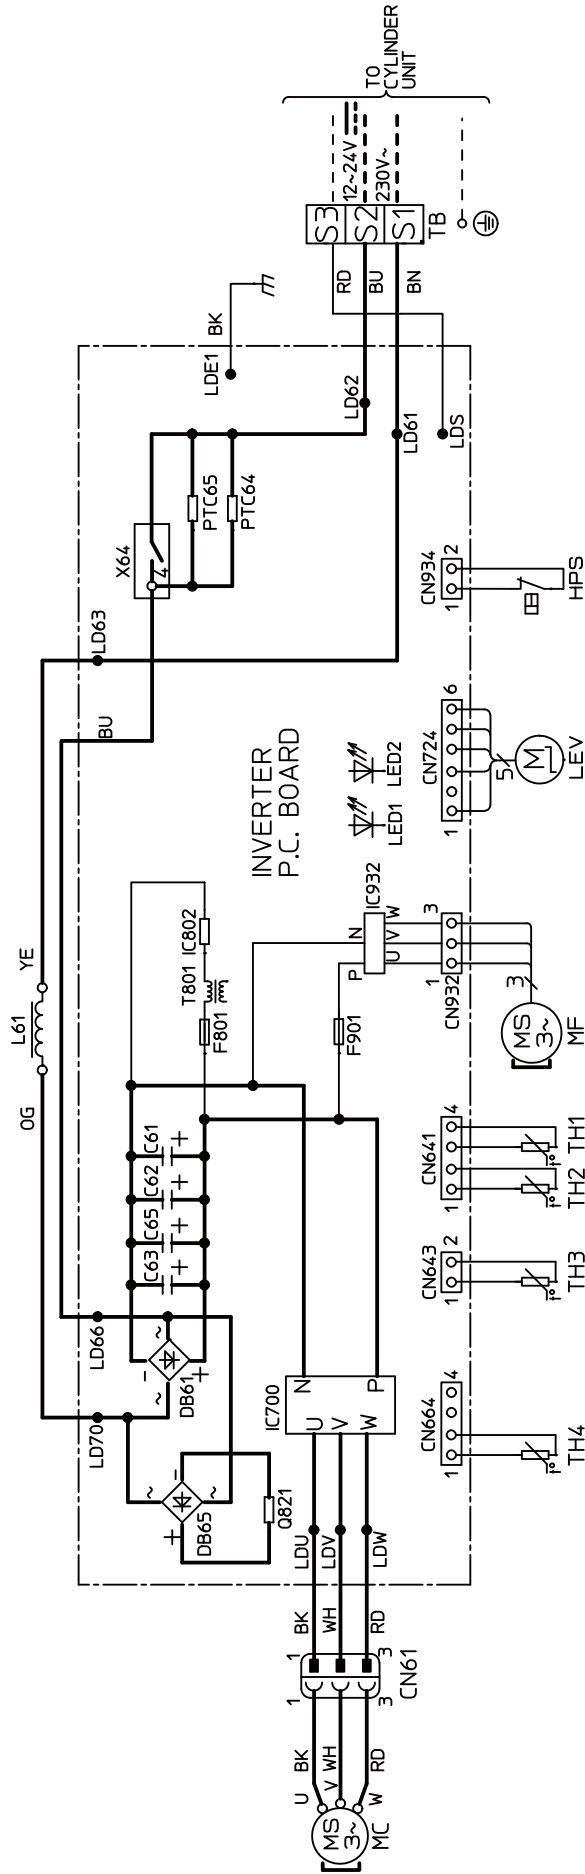 TO
CYLINDER
UNIT
12~24V
230V~
S3
S2
S1
TB
RD
BU
BN
BK
LDE1
LD62
LD61
LDS
X64
4
PTC65
PTC64
LD63
BU
CN934
1
2
HPS
INVERTER
P.C. BOARD
LED1
LED2
CN724
1
6
5
M
LEV
L61
YE
OG
T801
IC802
F801
F901
IC932
P
N
U
V
W
CN932
1
3
3
MS
3~
MF
C63
C65
C62
C61
+
+
+
+
LD66
LD70
DB61
~
~
-
+
DB65
~
~
-
+
Q821
IC700
N
P
U
V
W
CN641
1
4
t°
t°
TH1
TH2
CN643
1
2
t°
TH3
CN664
1
4
t°
TH4
LDU
LDV
LDW
BK
WH
RD
1
3
1
3
CN61
BK
WH
RD
U
V
W
MS
3~
MC